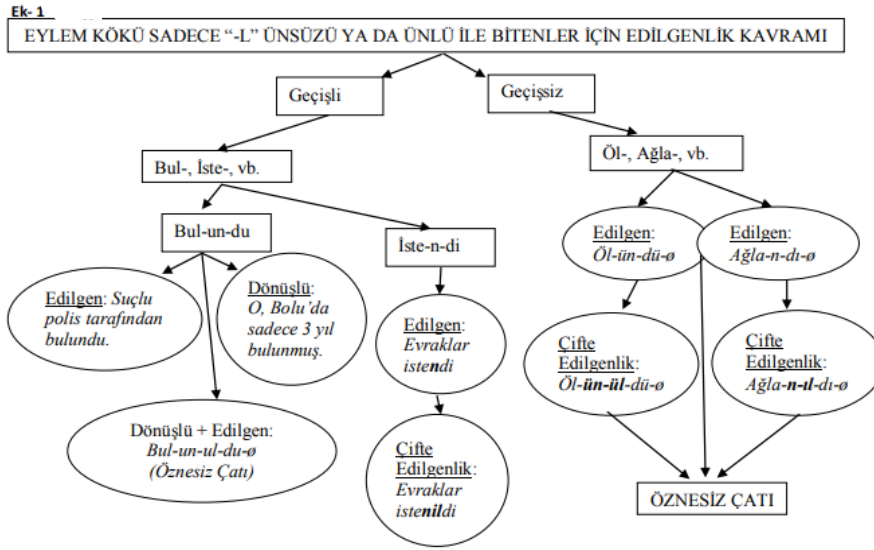 Ek- 1
EYLEM KÖKÜ SADECE “-L” ÜNSÜZÜ YA DA ÜNLÜ İLE BİTENLER İÇİN EDİLGENLİK KAVRAMI
Geçişli
Geçişsiz
Bul-, İste-, vb.
Öl-, Ağla-, vb.
Bul-un-du
İste-n-di
Edilgen:
Öl-ün-dü-ø
Edilgen:
Ağla-n-dı-ø
Edilgen: Suçlu
polis tarafından
bulundu.
Dönüşlü:
O, Bolu’da
sadece 3 yıl
bulunmuş.
Edilgen:
Evraklar
istendi
Çifte
Edilgenlik:
Öl-ün-ül-dü-ø
Çifte
Edilgenlik:
Ağla-n-ıl-dı-ø
Dönüşlü + Edilgen:
Bul-un-ul-du-ø
(Öznesiz Çatı)
Çifte
Edilgenlik:
Evraklar
istenildi
ÖZNESİZ ÇATI